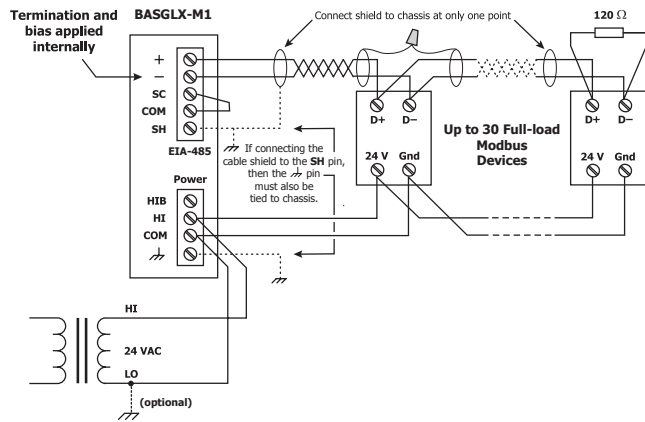 Termination and
bias applied
internally
BASGLX-M1
Connect shield to chassis at only one point
120 Ω
+
–
SC
COM
SH
EIA-485
D+
D–
D+
D–
24 V
Gnd
24 V
Gnd
Up to 30 Full-load
Modbus
Devices
If connecting the
cable shield to the SH pin,
then the pin
must also be
tied to chassis.
Power
HIB
HI
COM
HI
24 VAC
LO
(optional)